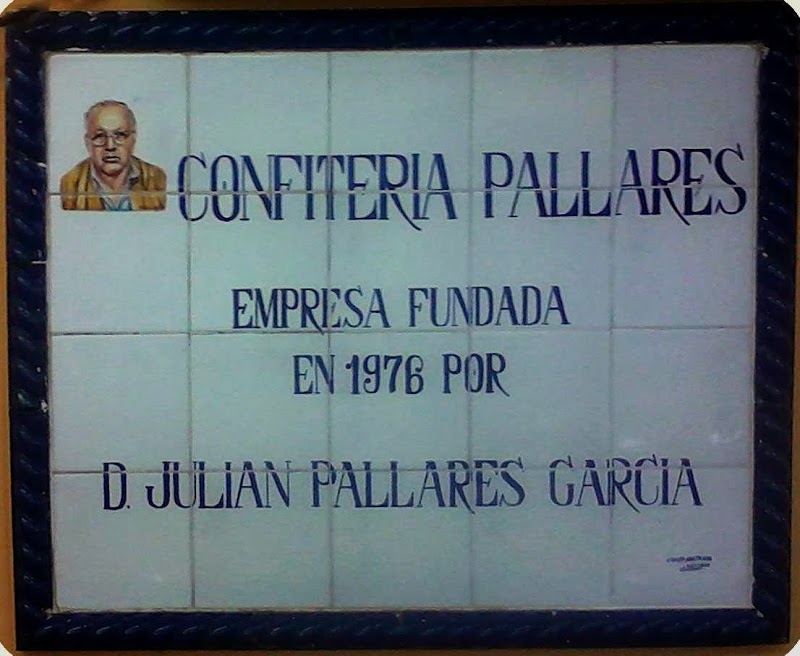 CONFITERIA PALLARES
EMPRESA FUNDADA
EN 1976 POR
D. JULIAN PALLARES GARCIA